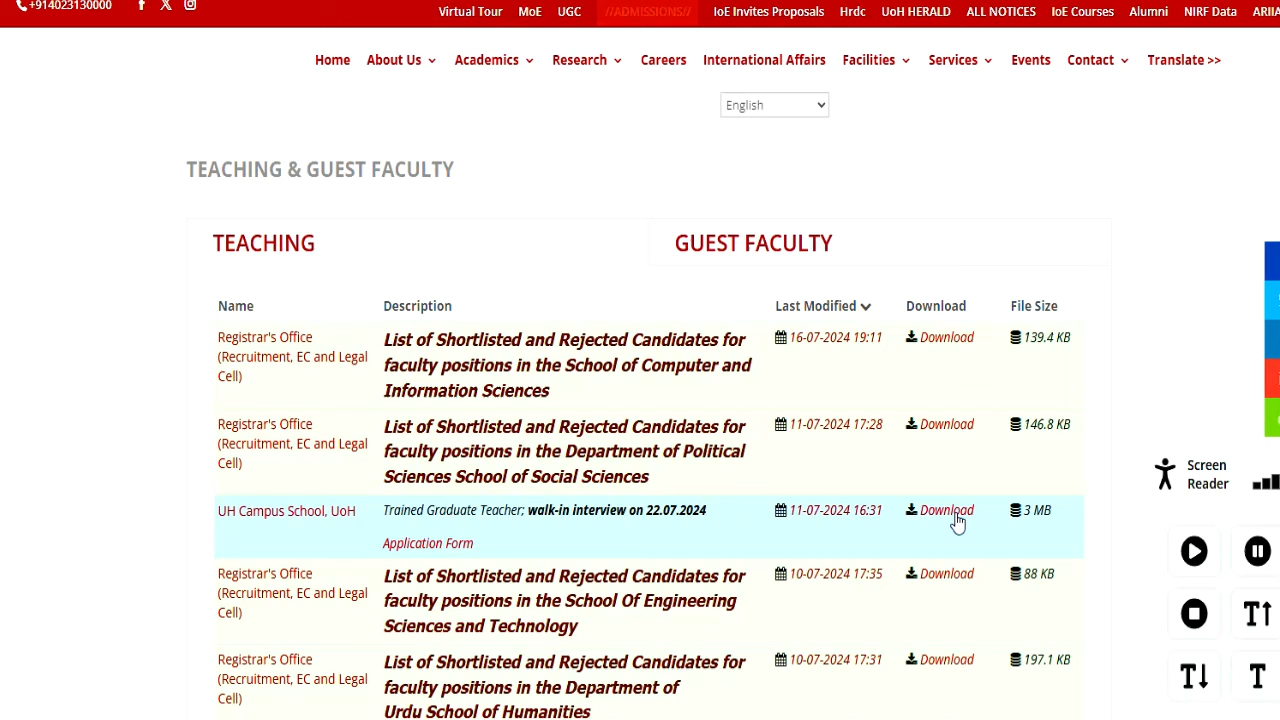 +914023130000
Virtual Tour MoE UGC //ADMISSIONS// IoE Invites Proposals Hrdc UoH HERALD ALL NOTICES IoE Courses Alumni NIRF Data ARIIA
Home About Us Academics Research Careers International Affairs Facilities Services Events Contact Translate >>
English
TEACHING & GUEST FACULTY
TEACHING GUEST FACULTY
Name Description Last Modified Download File Size
Registrar's Office
(Recruitment, EC and Legal
Cell)
List of Shortlisted and Rejected Candidates for
faculty positions in the School of Computer and
Information Sciences
16-07-2024 19:11 Download 139.4 KB
Registrar's Office
(Recruitment, EC and Legal
Cell)
List of Shortlisted and Rejected Candidates for
faculty positions in the Department of Political
Sciences School of Social Sciences
11-07-2024 17:28 Download 146.8 KB
UH Campus School, UoH
Trained Graduate Teacher; walk-in interview on 22.07.2024
Application Form
11-07-2024 16:31 Download 3 MB
Registrar's Office
(Recruitment, EC and Legal
Cell)
List of Shortlisted and Rejected Candidates for
faculty positions in the School Of Engineering
Sciences and Technology
10-07-2024 17:35 Download 88 KB
Registrar's Office
(Recruitment, EC and Legal
Cell)
List of Shortlisted and Rejected Candidates for
faculty positions in the Department of
Urdu School of Humanities
10-07-2024 17:31 Download 197.1 KB
Screen
Reader
T↑
T↓ T